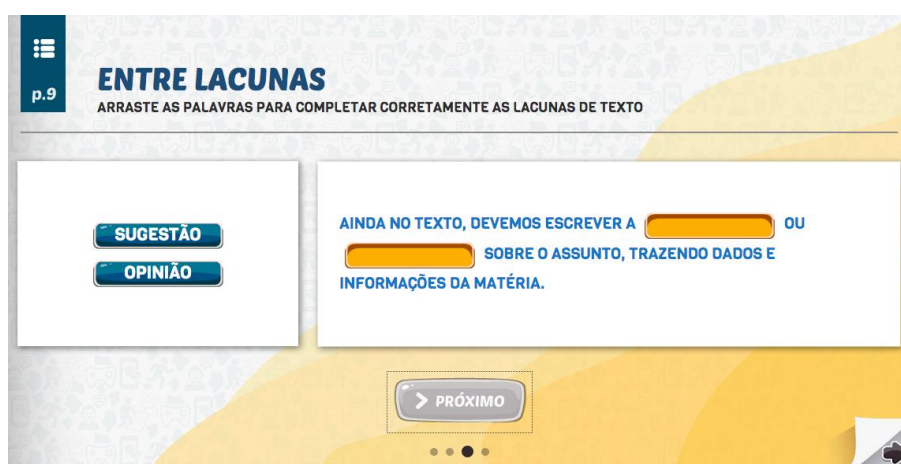 p.9
ENTRE LACUNAS
ARRASTE AS PALAVRAS PARA COMPLETAR CORRETAMENTE AS LACUNAS DE TEXTO
SUGESTÃO
OPINIÃO
AINDA NO TEXTO, DEVEMOS ESCREVER A OU
SOBRE O ASSUNTO, TRAZENDO DADOS E
INFORMAÇÕES DA MATÉRIA.
> PRÓXIMO